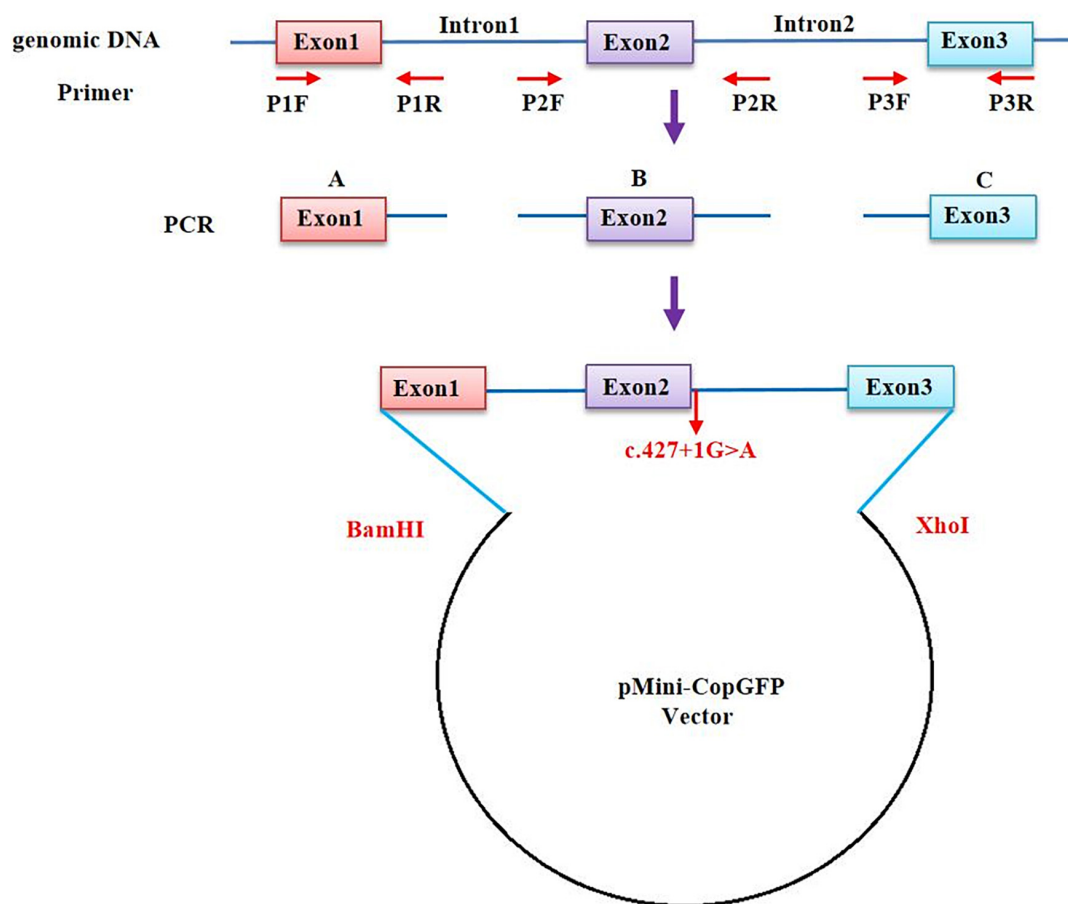 genomic DNA
Exon1
Intron1
Exon2
Intron2
Exon3
Primer
P1F
P1R
P2F
P2R
P3F
P3R
A
B
C
PCR
Exon1
Exon2
Exon3
Exon1
Exon2
Exon3
c.427+1G>A
BamHI
XhoI
pMini-CopGFP
Vector